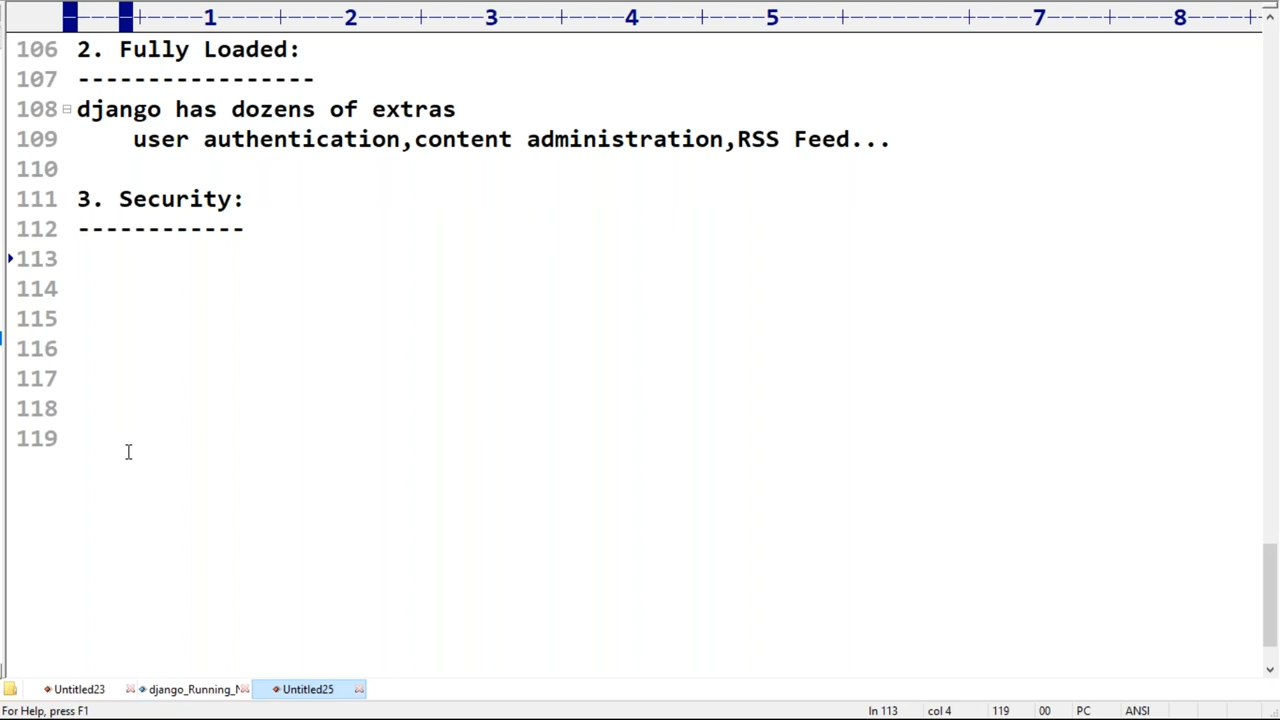 1 2 3 4 5 7 8
106 2. Fully Loaded:
107 -----------------
108 django has dozens of extras
109 user authentication,content administration,RSS Feed...
110
111 3. Security:
112 ------------
113
114
115
116
117
118
119
Untitled23 django_Running_N Untitled25
For Help, press F1 ln 113 col 4 119 00 PC ANSI